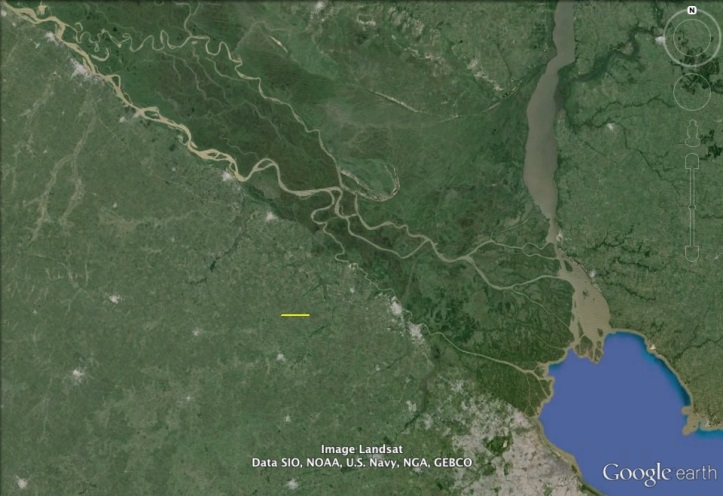 N
Image Landsat
Data SIO, NOAA, U.S. Navy, NGA, GEBCO
Google earth